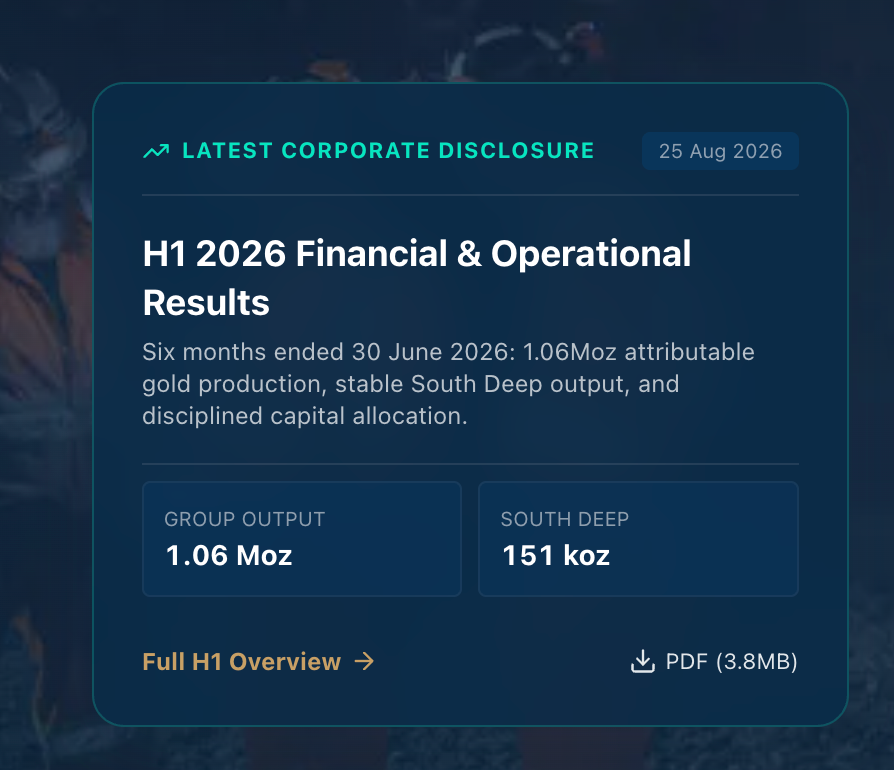 LATEST CORPORATE DISCLOSURE
25 Aug 2026
H1 2026 Financial & Operational
Results
Six months ended 30 June 2026: 1.06Moz attributable
gold production, stable South Deep output, and
disciplined capital allocation.
GROUP OUTPUT
1.06 Moz
SOUTH DEEP
151 koz
Full H1 Overview →
PDF (3.8MB)